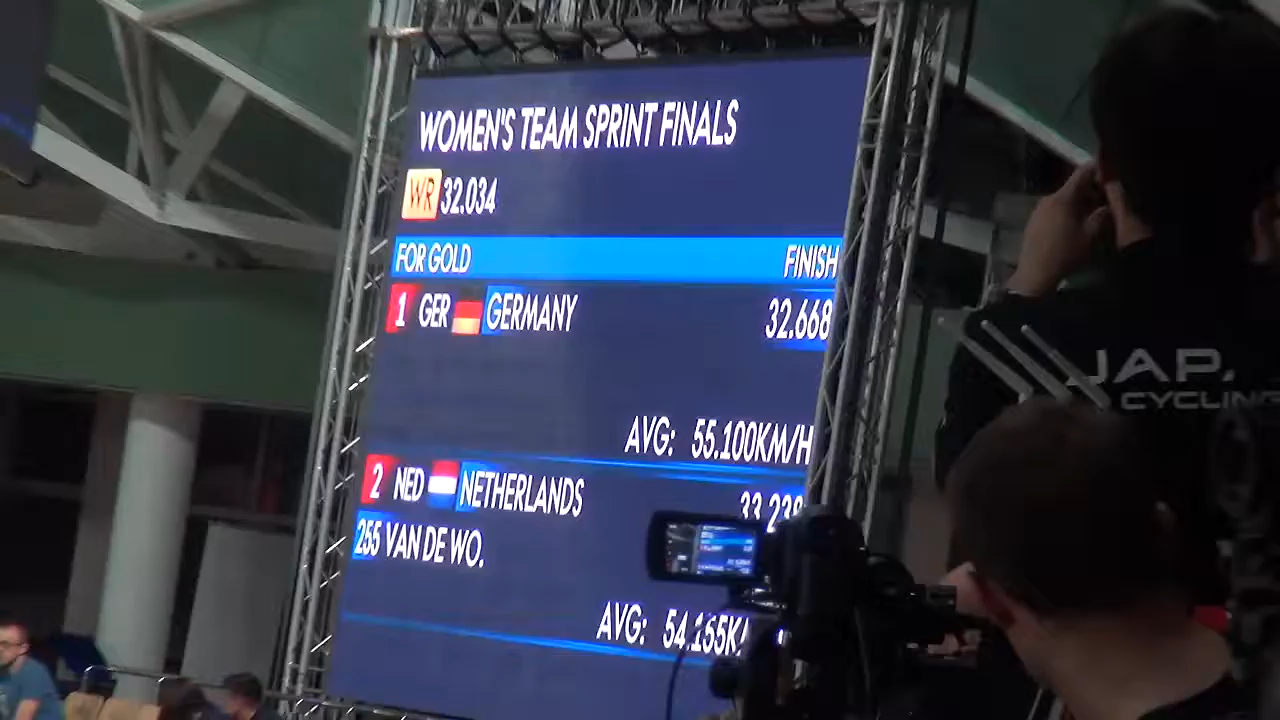 WOMEN'S TEAM SPRINT FINALS
WR 32.034
FOR GOLD FINISH
1 GER GERMANY 32.668
AVG: 55.100KM/H
2 NED NETHERLANDS
255 VAN DE WO.
AVG:
JAP.
CYCLING